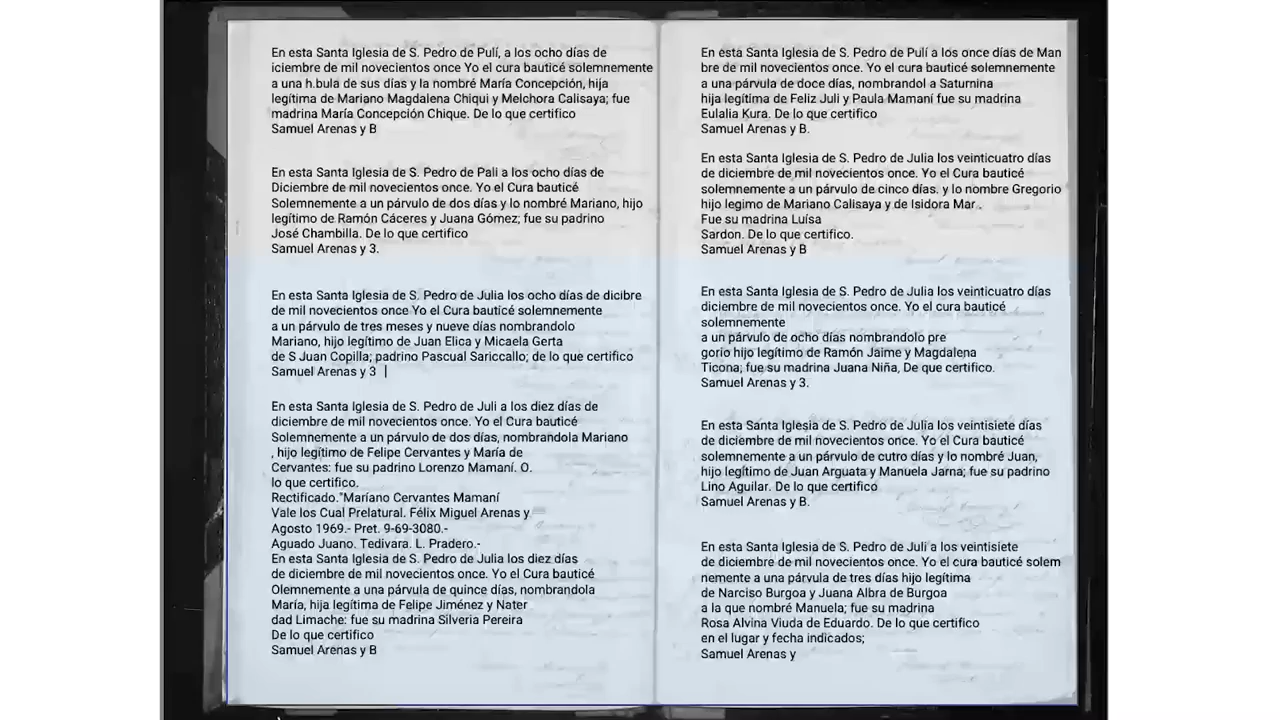 En esta Santa Iglesia de S. Pedro de Pulí, a los ocho días de
iciembre de mil novecientos once Yo el cura bauticé solemnemente
a una h.bula de sus días y la nombré María Concepción, hija
legítima de Mariano Magdalena Chiqui y Melchora Calisaya; fue
madrina María Concepción Chique. De lo que certifico
Samuel Arenas y B
En esta Santa Iglesia de S. Pedro de Pali a los ocho días de
Diciembre de mil novecientos once. Yo el Cura bauticé
Solemnemente a un párvulo de dos días y lo nombré Mariano, hijo
legítimo de Ramón Cáceres y Juana Gómez; fue su padrino
José Chambilla. De lo que certifico
Samuel Arenas y 3.
En esta Santa Iglesia de S. Pedro de Julia los ocho días de dicibre
de mil novecientos once Yo el Cura bauticé solemnemente
a un párvulo de tres meses y nueve días nombrandolo
Mariano, hijo legítimo de Juan Elica y Micaela Gerta
de S Juan Copilla; padrino Pascual Sariccallo; de lo que certifico
Samuel Arenas y 3 |
En esta Santa Iglesia de S. Pedro de Juli a los diez días de
diciembre de mil novecientos once. Yo el Cura bauticé
Solemnemente a un párvulo de dos días, nombrandola Mariano
, hijo legítimo de Felipe Cervantes y María de
Cervantes: fue su padrino Lorenzo Mamaní. O.
lo que certifico.
Rectificado."Maríano Cervantes Mamaní
Vale los Cual Prelatural. Félix Miguel Arenas y
Agosto 1969.- Pret. 9-69-3080.-
Aguado Juano. Tedivara. L. Pradero.-
En esta Santa Iglesia de S. Pedro de Julia los diez días
de diciembre de mil novecientos once. Yo el Cura bauticé
Olemnemente a una párvula de quince días, nombrandola
María, hija legítima de Felipe Jiménez y Nater
dad Limache: fue su madrina Silveria Pereira
De lo que certifico
Samuel Arenas y B
En esta Santa Iglesia de S. Pedro de Pulí a los once días de Man
bre de mil novecientos once. Yo el cura bauticé solemnemente
a una párvula de doce días, nombrandol a Saturnina
hija legítima de Feliz Juli y Paula Mamaní fue su madrina
Eulalia Kura. De lo que certifico
Samuel Arenas y B.
En esta Santa Iglesia de S. Pedro de Julia los veinticuatro días
de diciembre de mil novecientos once. Yo el Cura bauticé
solemnemente a un párvulo de cinco días. y lo nombre Gregorio
hijo legimo de Mariano Calisaya y de Isidora Mar.
Fue su madrina Luísa
Sardon. De lo que certifico.
Samuel Arenas y B
En esta Santa Iglesia de S. Pedro de Julia los veinticuatro días
diciembre de mil novecientos once. Yo el cura bauticé
solemnemente
a un párvulo de ocho días nombrandolo pre
gorío hijo legítimo de Ramón Jaime y Magdalena
Ticona; fue su madrina Juana Niña, De que certifico.
Samuel Arenas y 3.
En esta Santa Iglesia de S. Pedro de Julia los veintisiete días
de diciembre de mil novecientos once. Yo el Cura bauticé
solemnemente a un párvulo de cutro días y lo nombré Juan,
hijo legítimo de Juan Arguata y Manuela Jarna; fue su padrino
Lino Aguilar. De lo que certifico
Samuel Arenas y B.
En esta Santa Iglesia de S. Pedro de Juli a los veintisiete
de diciembre de mil novecientos once. Yo el cura bauticé solem
nemente a una párvula de tres días hijo legítima
de Narciso Burgoa y Juana Albra de Burgoa
a la que nombré Manuela; fue su madrina
Rosa Alvina Viuda de Eduardo. De lo que certifico
en el lugar y fecha indicados;
Samuel Arenas y